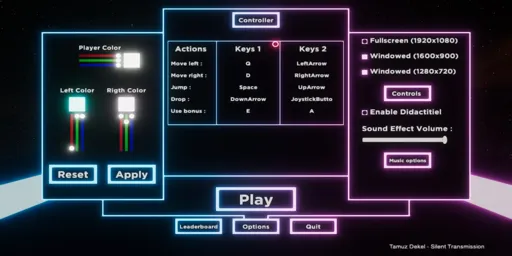 Controller
Player Color
Left Color
Rigth Color
Reset
Apply
Actions Keys 1 Keys 2
Move left : Q LeftArrow
Move right : D RightArrow
Jump : Space UpArrow
Drop : DownArrow JoystickButto
Use bonus : E A
Fullscreen (1920x1080)
Windowed (1600x900)
Windowed (1280x720)
Controls
Enable Didactitiel
Sound Effect Volume :
Music options
Play
Leaderboard
Options
Quit
Tamuz Dekel - Silent Transmission